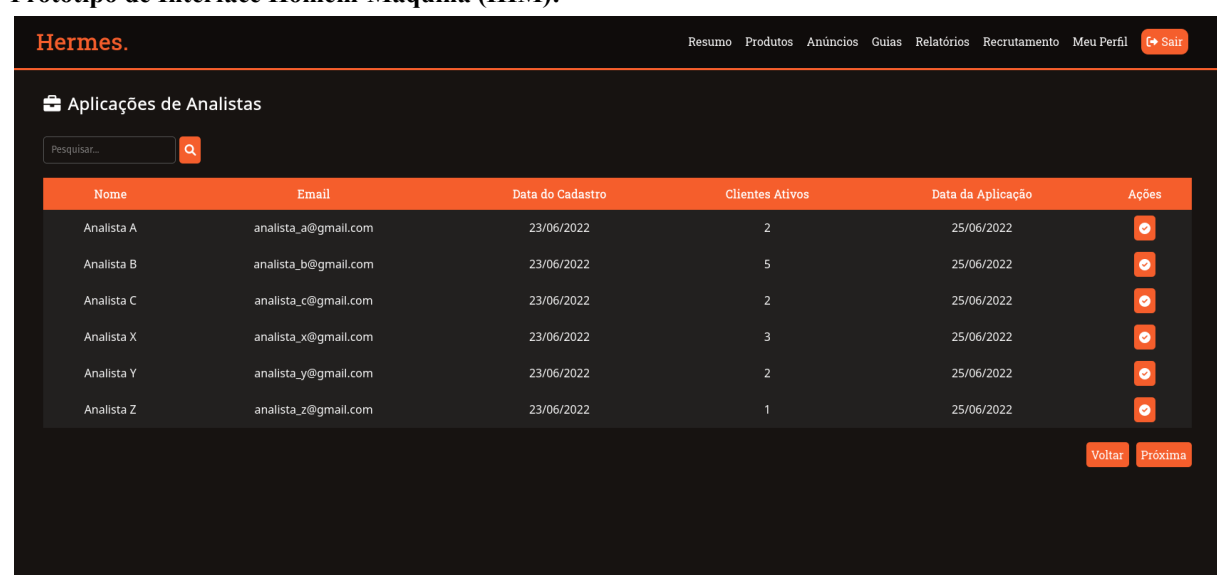 Protótipo de Interface Homem-Máquina (IHM):
Hermes.
Resumo Produtos Anúncios Guias Relatórios Recrutamento Meu Perfil Sair
Aplicações de Analistas
Pesquisar...
Nome Email Data do Cadastro Clientes Ativos Data da Aplicação Ações
Analista A analista_a@gmail.com 23/06/2022 2 25/06/2022
Analista B analista_b@gmail.com 23/06/2022 5 25/06/2022
Analista C analista_c@gmail.com 23/06/2022 2 25/06/2022
Analista X analista_x@gmail.com 23/06/2022 3 25/06/2022
Analista Y analista_y@gmail.com 23/06/2022 2 25/06/2022
Analista Z analista_z@gmail.com 23/06/2022 1 25/06/2022
Voltar Próxima